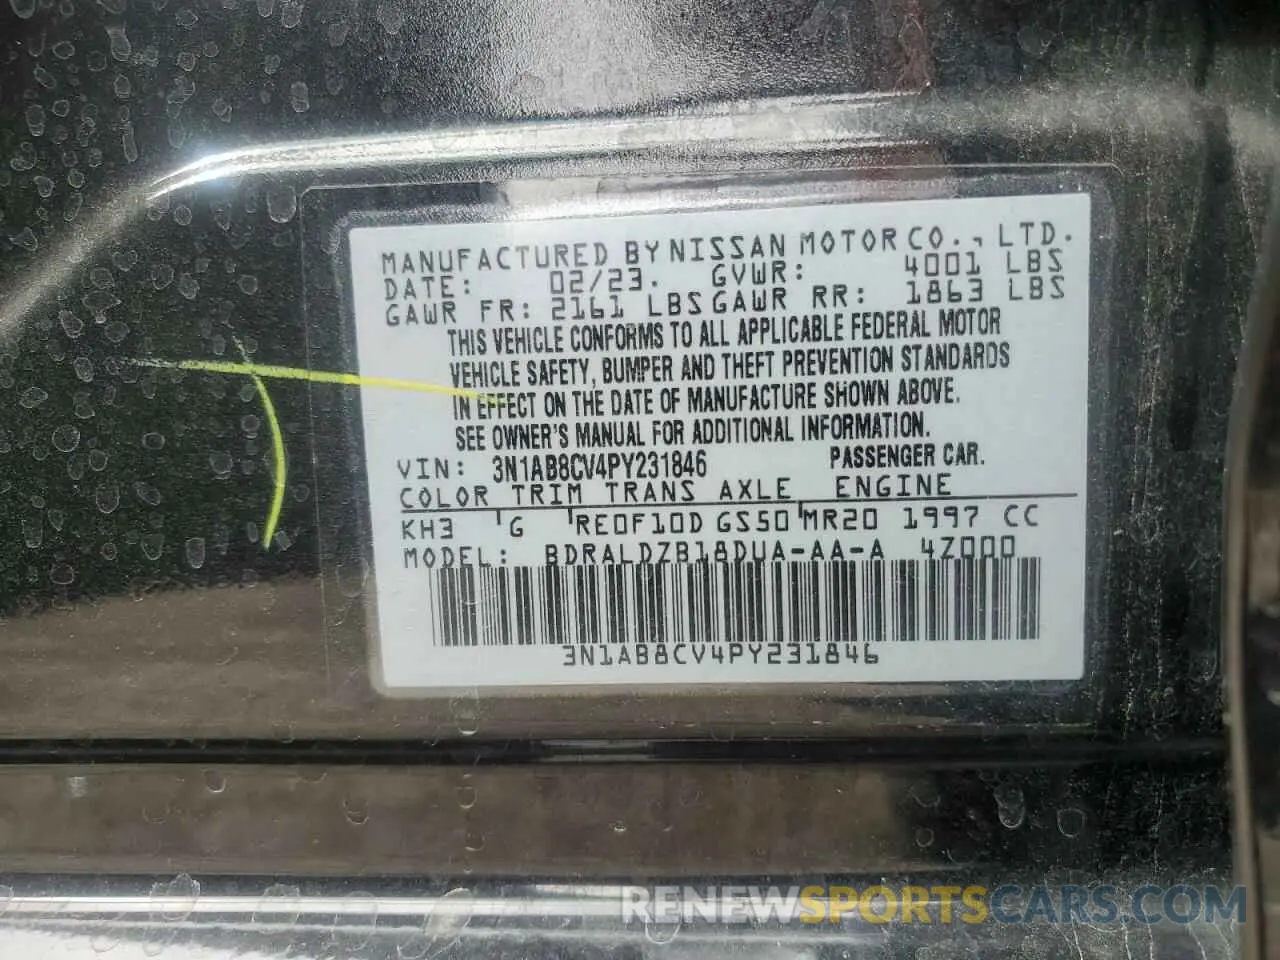 MANUFACTURED BY NISSAN MOTOR CO., LTD.
DATE: 02/23. GVWR: 4001 LBS
GAWR FR: 2161 LBS GAWR RR: 1863 LBS
THIS VEHICLE CONFORMS TO ALL APPLICABLE FEDERAL MOTOR
VEHICLE SAFETY, BUMPER AND THEFT PREVENTION STANDARDS
IN EFFECT ON THE DATE OF MANUFACTURE SHOWN ABOVE.
SEE OWNER'S MANUAL FOR ADDITIONAL INFORMATION.
VIN: 3N1AB8CV4PY231846 PASSENGER CAR.
COLOR TRIM TRANS AXLE ENGINE
KH3 G RE0F10D GS50 MR20 1997 CC
MODEL: BDRALDZB18DUA-AA-A 4Z000
3N1AB8CV4PY231846
RENEWSPORTSCARS.COM